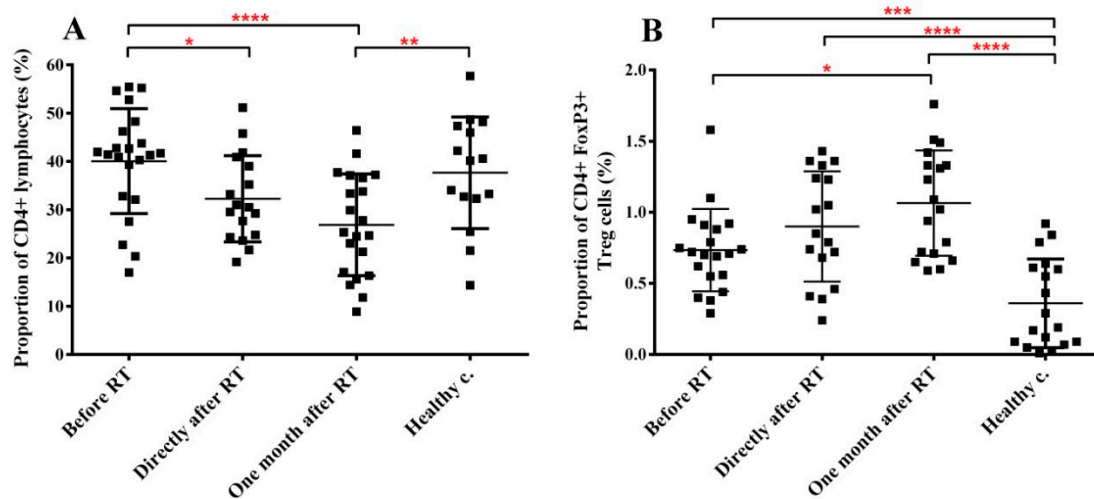 A
****
*
**
Proportion of CD4+ lymphocytes (%)
60
50
40
30
20
10
0
Before RT
Directly after RT
One month after RT
Healthy c.
B
***
****
****
*
Proportion of CD4+ FoxP3+
Treg cells (%)
2.0
1.5
1.0
0.5
0.0
Before RT
Directly after RT
One month after RT
Healthy c.